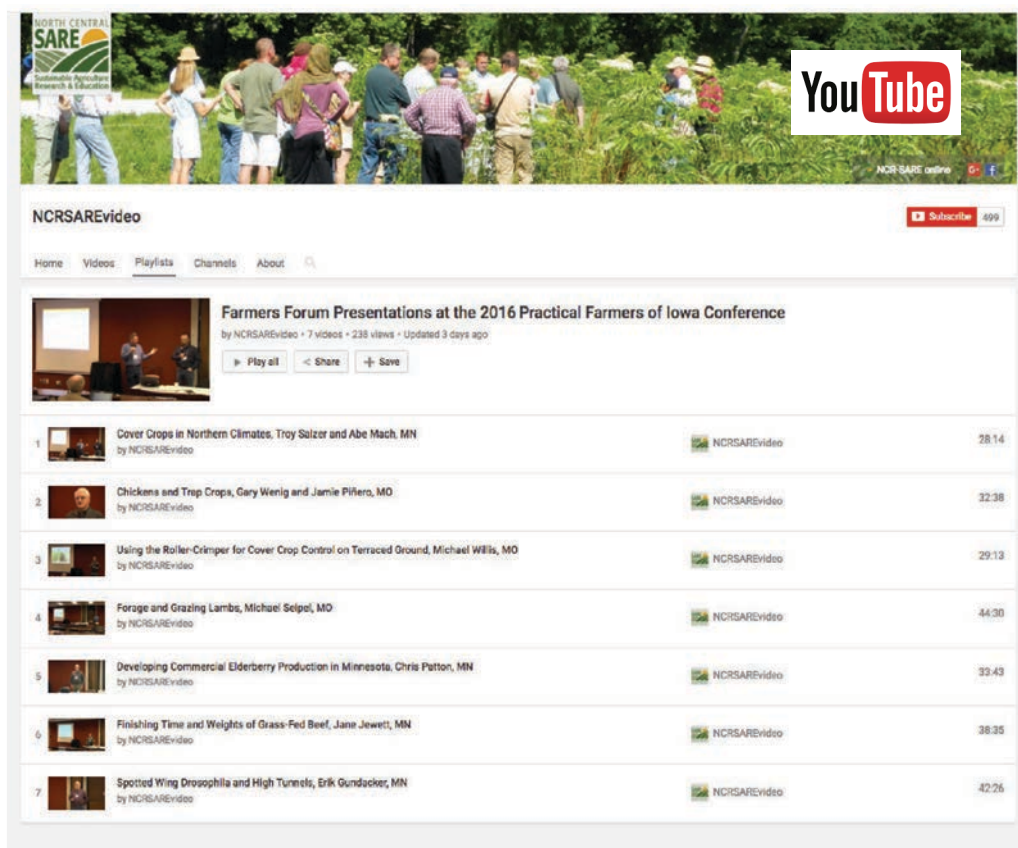 NORTH CENTRAL
SARE
Sustainable Agriculture
Research & Education
YouTube
NCR-SARE online
G+ f
NCRSAREvideo
Subscribe 499
Home Videos Playlists Channels About
Farmers Forum Presentations at the 2016 Practical Farmers of Iowa Conference
by NCRSAREvideo • 7 videos • 238 views • Updated 3 days ago
Play all Share Save
1 Cover Crops in Northern Climates, Troy Salzer and Abe Mach, MN NCRSAREvideo 28:14
by NCRSAREvideo
2 Chickens and Trap Crops, Gary Wenig and Jamie Piñero, MO NCRSAREvideo 32:38
by NCRSAREvideo
3 Using the Roller-Crimper for Cover Crop Control on Terraced Ground, Michael Willis, MO NCRSAREvideo 29:13
by NCRSAREvideo
4 Forage and Grazing Lambs, Michael Seipel, MO NCRSAREvideo 44:30
by NCRSAREvideo
5 Developing Commercial Elderberry Production in Minnesota, Chris Patton, MN NCRSAREvideo 33:43
by NCRSAREvideo
6 Finishing Time and Weights of Grass-Fed Beef, Jane Jewett, MN NCRSAREvideo 38:35
by NCRSAREvideo
7 Spotted Wing Drosophila and High Tunnels, Erik Gundacker, MN NCRSAREvideo 42:26
by NCRSAREvideo